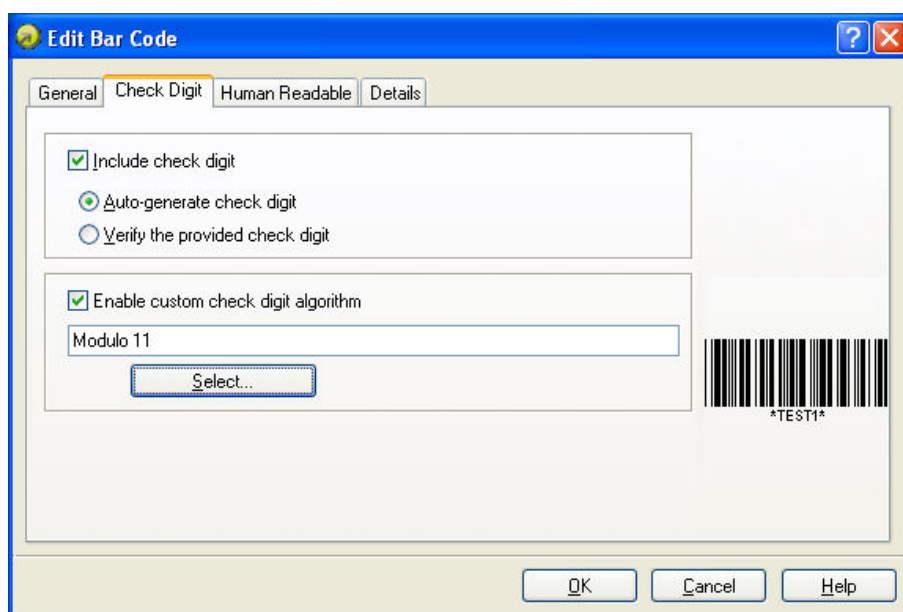 Edit Bar Code
General Check Digit Human Readable Details
Include check digit
Auto-generate check digit
Verify the provided check digit
Enable custom check digit algorithm
Modulo 11
Select...
*TEST1*
OK Cancel Help